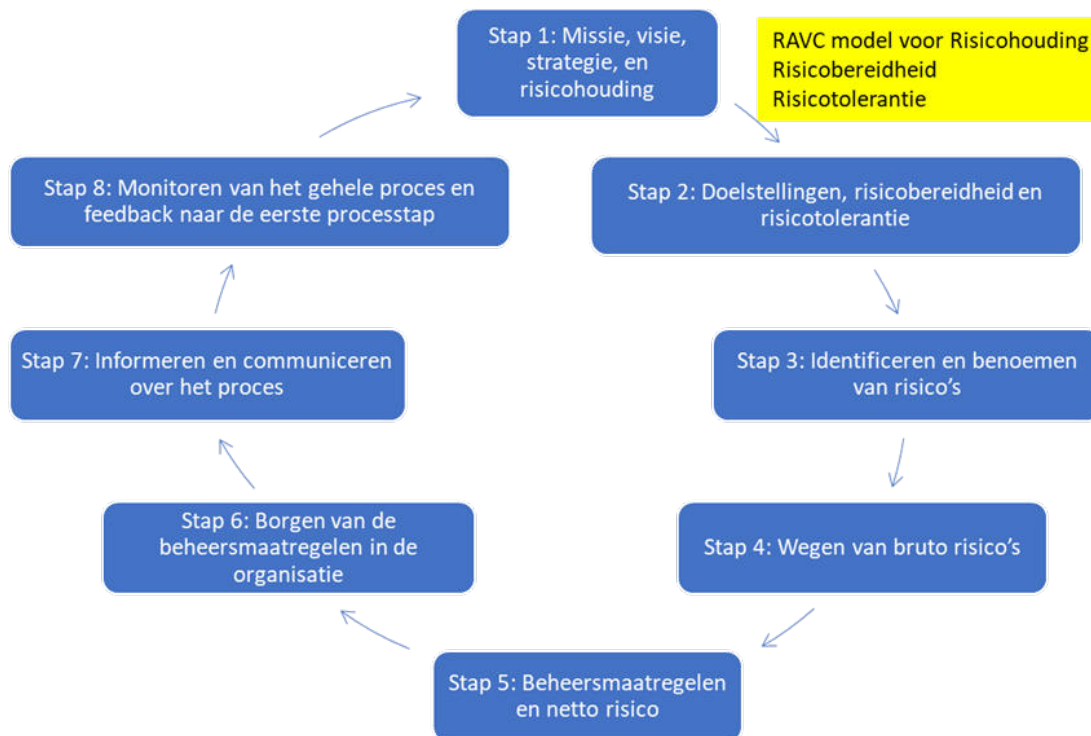 Stap 1: Missie, visie,
strategie, en
risicohouding
RAVC model voor Risicohouding
Risicobereidheid
Risicotolerantie
Stap 2: Doelstellingen, risicobereidheid en
risicotolerantie
Stap 3: Identificeren en benoemen
van risico’s
Stap 4: Wegen van bruto risico’s
Stap 5: Beheersmaatregelen
en netto risico
Stap 6: Borgen van de
beheersmaatregelen in de
organisatie
Stap 7: Informeren en communiceren
over het proces
Stap 8: Monitoren van het gehele proces en
feedback naar de eerste processtap